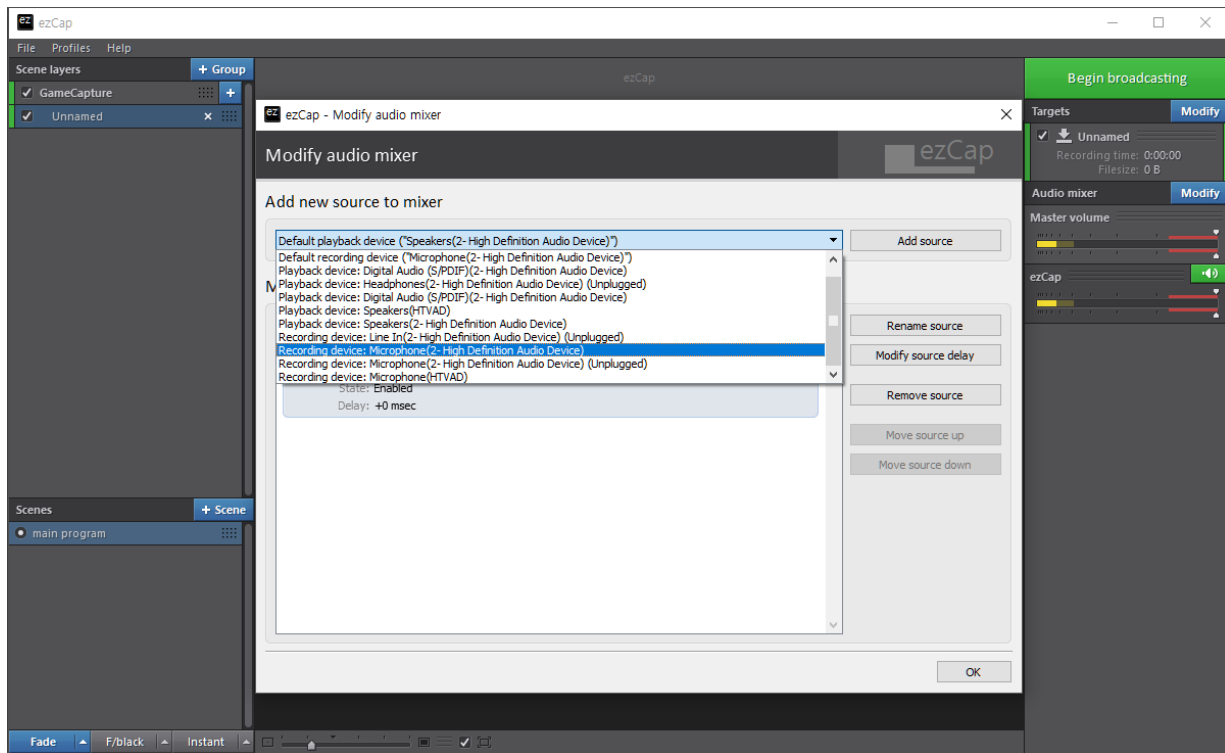 ez ezCap
File Profiles Help
Scene layers + Group
GameCapture +
Unnamed x
ezCap
ez ezCap - Modify audio mixer
Modify audio mixer
ezCap
Add new source to mixer
Default playback device ("Speakers(2- High Definition Audio Device)")
Add source
Default recording device ("Microphone(2- High Definition Audio Device)")
Playback device: Digital Audio (S/PDIF)(2- High Definition Audio Device)
Playback device: Headphones(2- High Definition Audio Device) (Unplugged)
Playback device: Digital Audio (S/PDIF)(2- High Definition Audio Device)
Playback device: Speakers(HTVAD)
Playback device: Speakers(2- High Definition Audio Device)
Recording device: Line In(2- High Definition Audio Device) (Unplugged)
Recording device: Microphone(2- High Definition Audio Device)
Recording device: Microphone(2- High Definition Audio Device) (Unplugged)
Recording device: Microphone(HTVAD)
State: Enabled
Delay: +0 msec
Rename source
Modify source delay
Remove source
Move source up
Move source down
OK
Begin broadcasting
Targets Modify
Unnamed
Recording time: 0:00:00
Filesize: 0 B
Audio mixer Modify
Master volume
ezCap
Scenes + Scene
main program
Fade F/black Instant